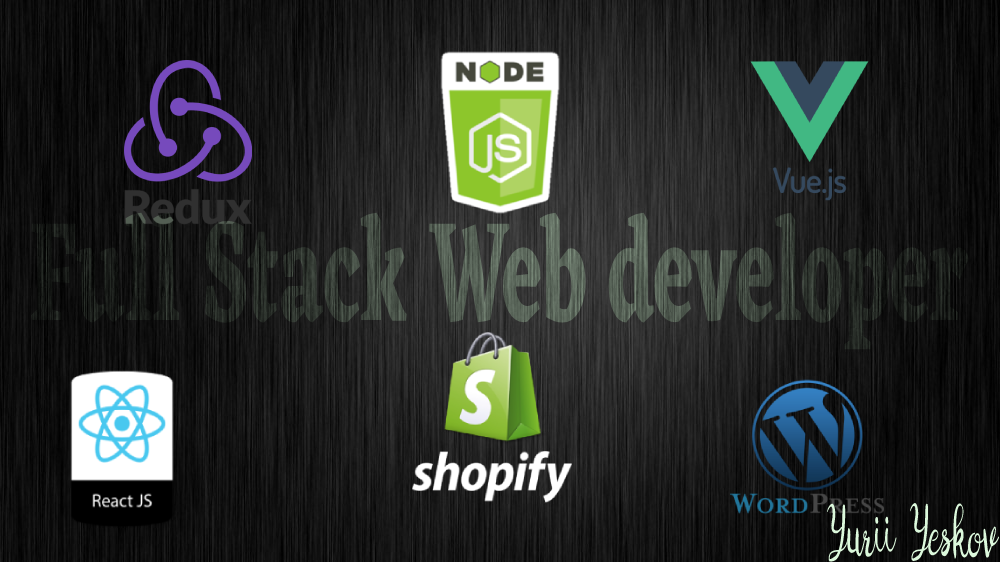 NODE
JS
Vue.js
Redux
Full Stack Web developer
S
shopify
React JS
W
WORDPRESS
Yurii Yeskov